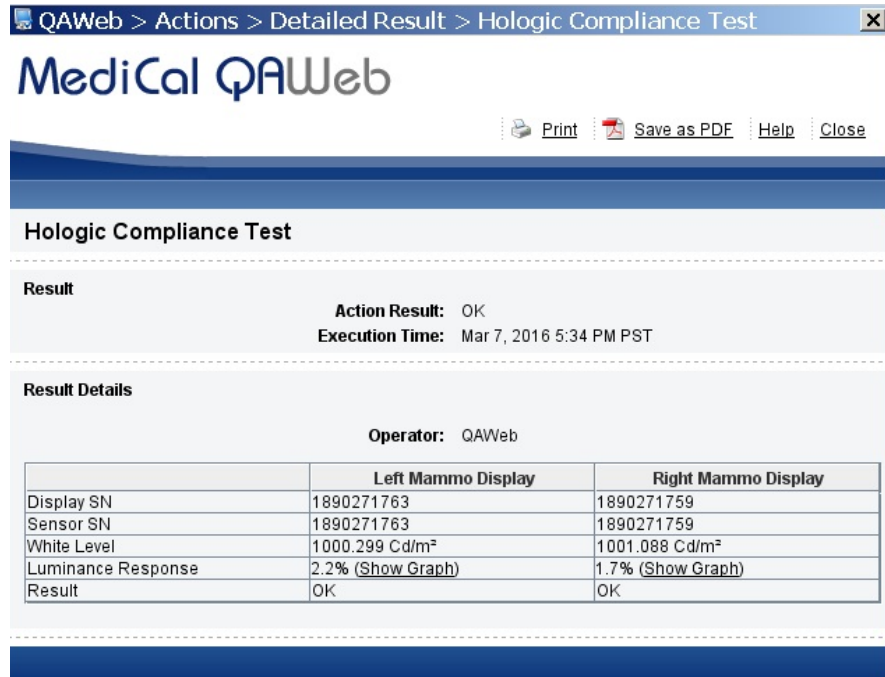 QAWeb > Actions > Detailed Result > Hologic Compliance Test
MediCal QAWeb
Print Save as PDF Help Close
Hologic Compliance Test
Result
Action Result: OK
Execution Time: Mar 7, 2016 5:34 PM PST
Result Details
Operator: QAWeb
Left Mammo Display Right Mammo Display
Display SN 1890271763 1890271759
Sensor SN 1890271763 1890271759
White Level 1000.299 Cd/m² 1001.088 Cd/m²
Luminance Response 2.2% (Show Graph) 1.7% (Show Graph)
Result OK OK